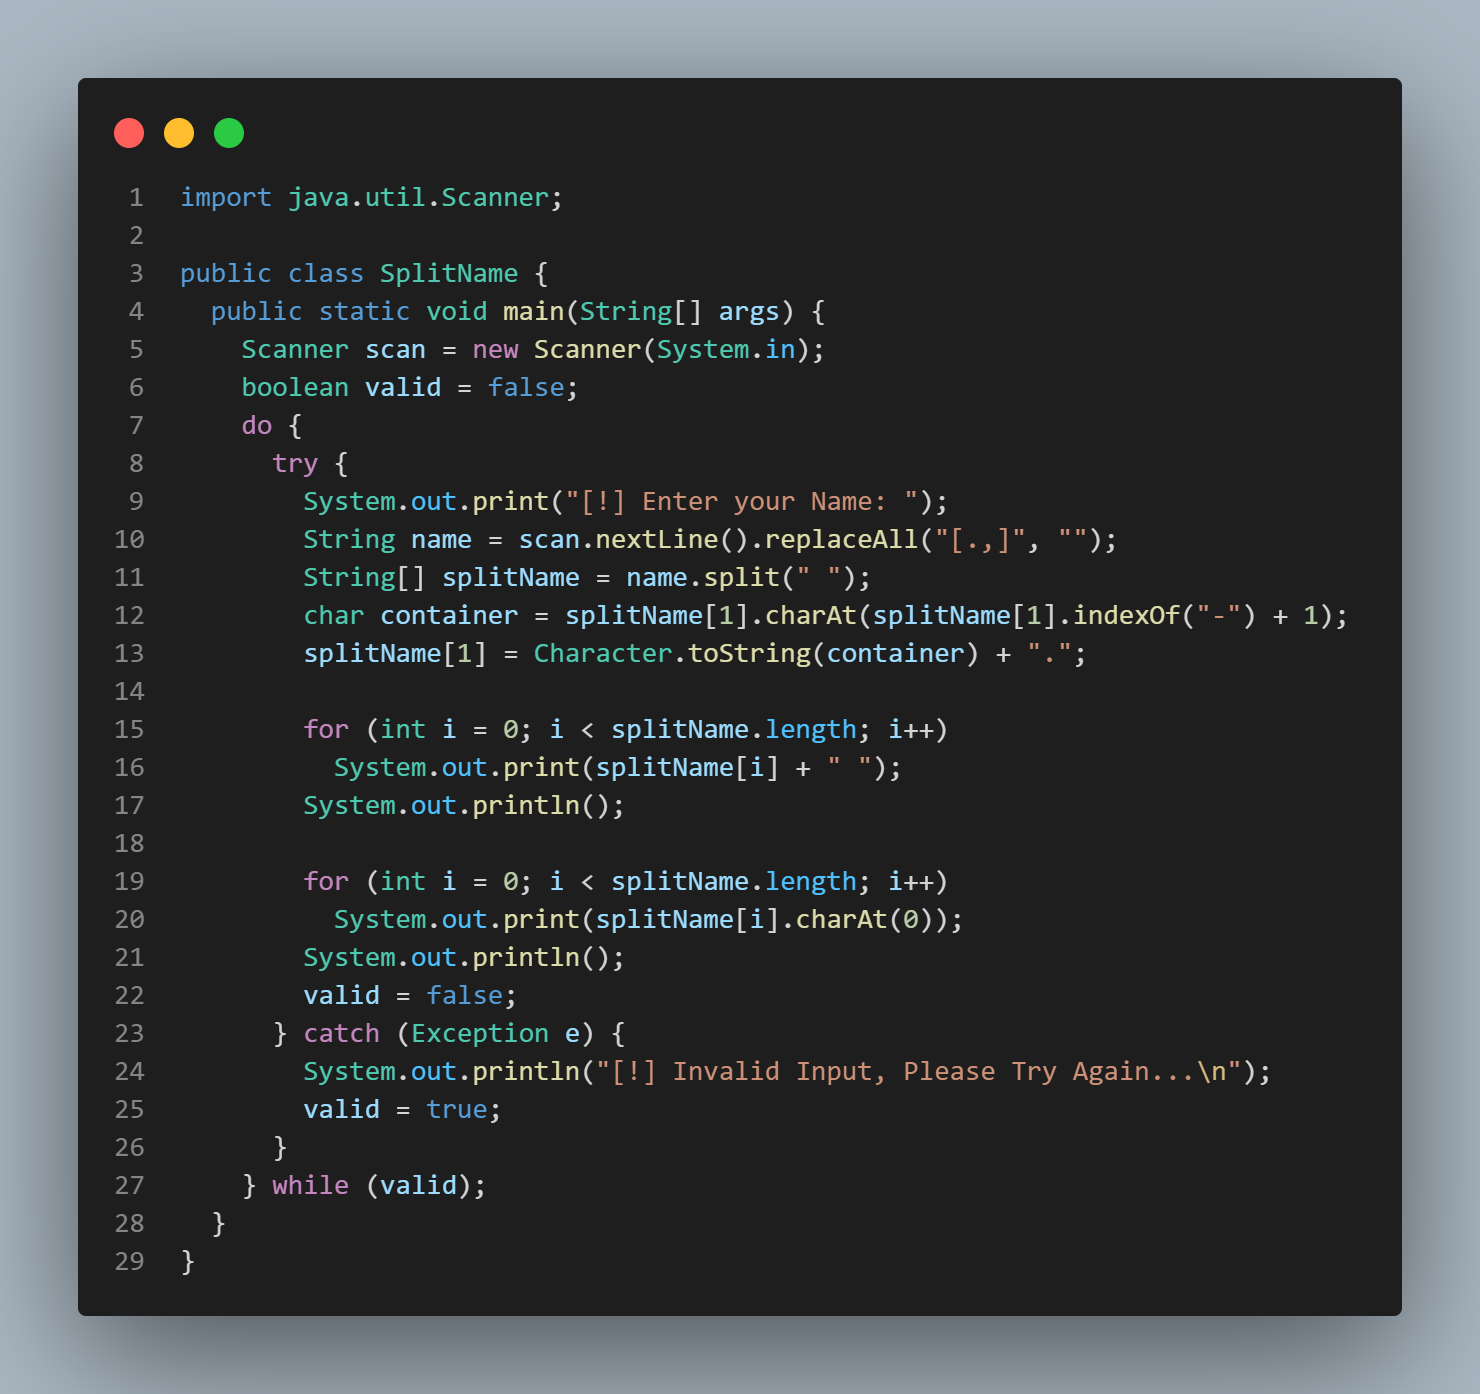 1 import java.util.Scanner;
2
3 public class SplitName {
4   public static void main(String[] args) {
5     Scanner scan = new Scanner(System.in);
6     boolean valid = false;
7     do {
8       try {
9         System.out.print("[!] Enter your Name: ");
10         String name = scan.nextLine().replaceAll("[.,]", "");
11         String[] splitName = name.split(" ");
12         char container = splitName[1].charAt(splitName[1].indexOf("-") + 1);
13         splitName[1] = Character.toString(container) + ".";
14
15         for (int i = 0; i < splitName.length; i++)
16           System.out.print(splitName[i] + " ");
17         System.out.println();
18
19         for (int i = 0; i < splitName.length; i++)
20           System.out.print(splitName[i].charAt(0));
21         System.out.println();
22         valid = false;
23       } catch (Exception e) {
24         System.out.println("[!] Invalid Input, Please Try Again...\n");
25         valid = true;
26       }
27     } while (valid);
28   }
29 }